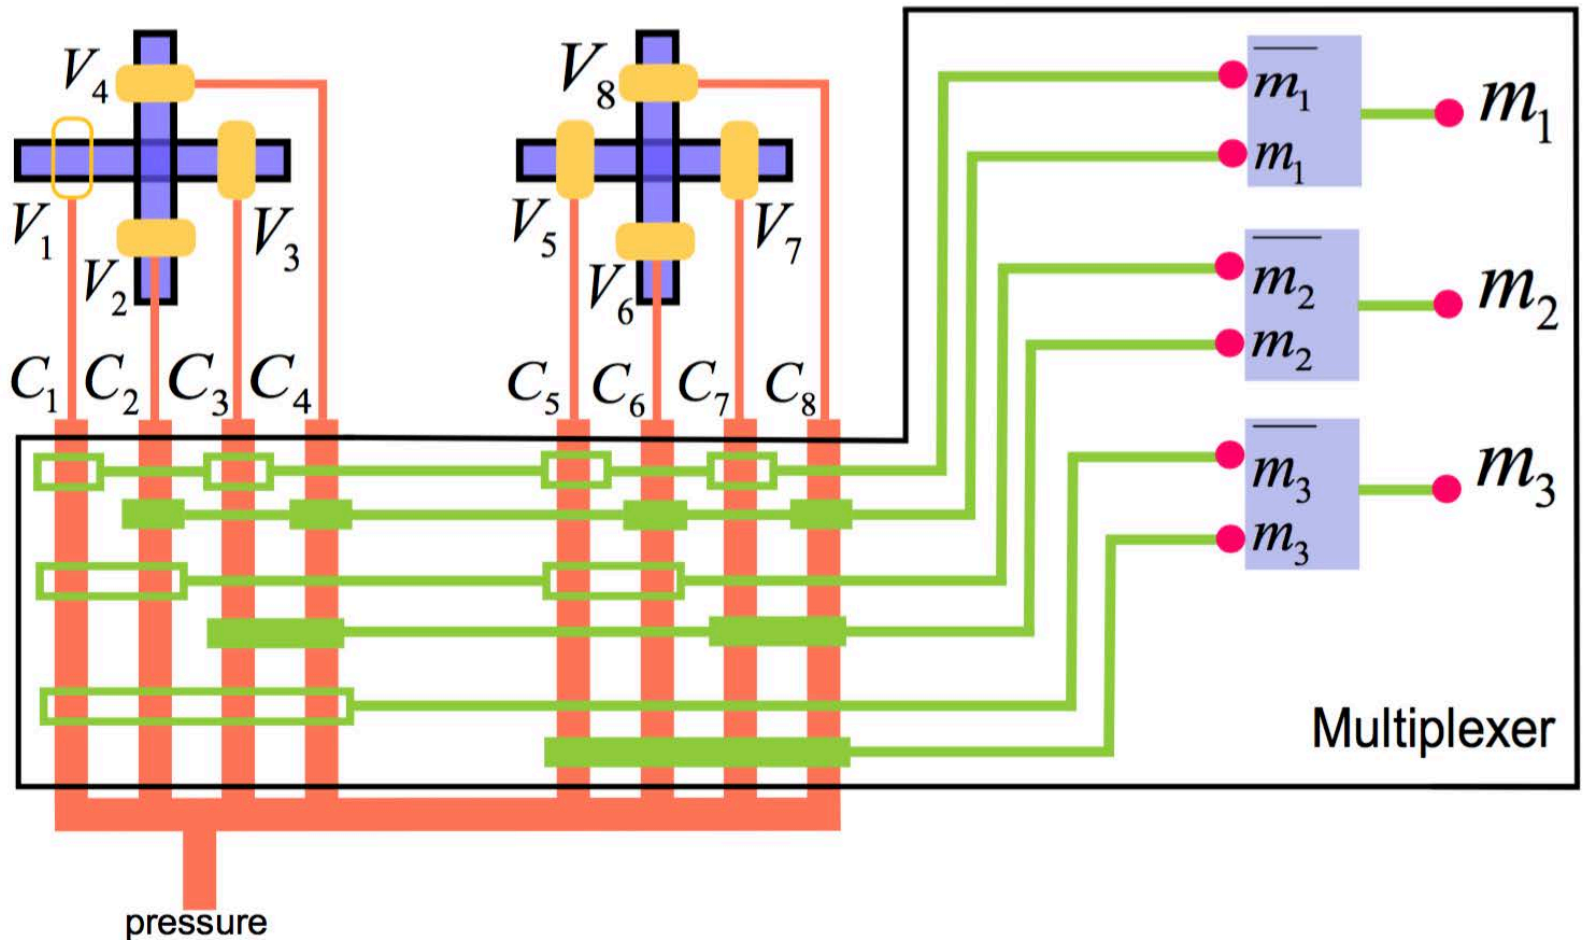 V₄
V₈
V₁
V₂
V₃
V₅
V₆
V₇
C₁ C₂ C₃ C₄
C₅ C₆ C₇ C₈
m̅₁
m₁
m₁
m̅₂
m₂
m₂
m̅₃
m₃
m₃
Multiplexer
pressure